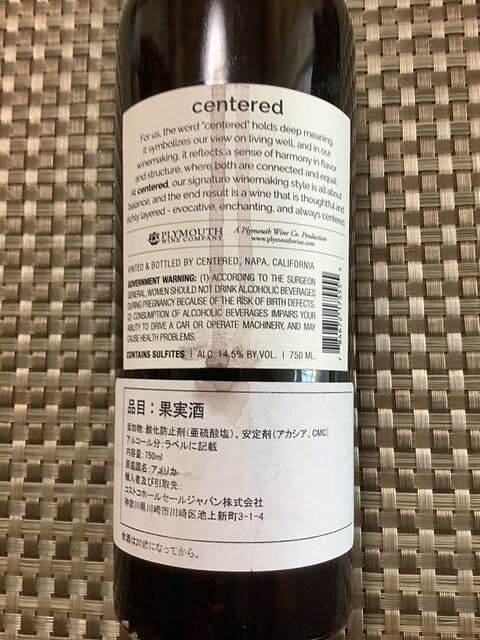 centered
For us, the word "centered" holds deep meaning.
It symbolizes our view on living well, and in our
winemaking, it reflects a sense of harmony in flavor
and structure, where both are connected and equal.
At centered, our signature winemaking style is all about
balance, and the end result is a wine that is thoughtful and
richly layered - evocative, enchanting, and always centered.
PLYMOUTH
WINE COMPANY
A Plymouth Wine Co. Production
www.plymouthwine.com
VINTED & BOTTLED BY CENTERED, NAPA, CALIFORNIA
GOVERNMENT WARNING: (1) ACCORDING TO THE SURGEON
GENERAL, WOMEN SHOULD NOT DRINK ALCOHOLIC BEVERAGES
DURING PREGNANCY BECAUSE OF THE RISK OF BIRTH DEFECTS.
(2) CONSUMPTION OF ALCOHOLIC BEVERAGES IMPAIRS YOUR
ABILITY TO DRIVE A CAR OR OPERATE MACHINERY, AND MAY
CAUSE HEALTH PROBLEMS.
CONTAINS SULFITES | ALC. 14.5% BY VOL. | 750 ML.
品目：果実酒
添加物:酸化防止剤(亜硫酸塩)、安定剤(アカシア、CMC)
アルコール分:ラベルに記載
内容量:750ml
原産国名:アメリカ
輸入者及び引取先:
コストコホールセールジャパン株式会社
神奈川県川崎市川崎区池上新町3-1-4
飲酒は20歳になってから。